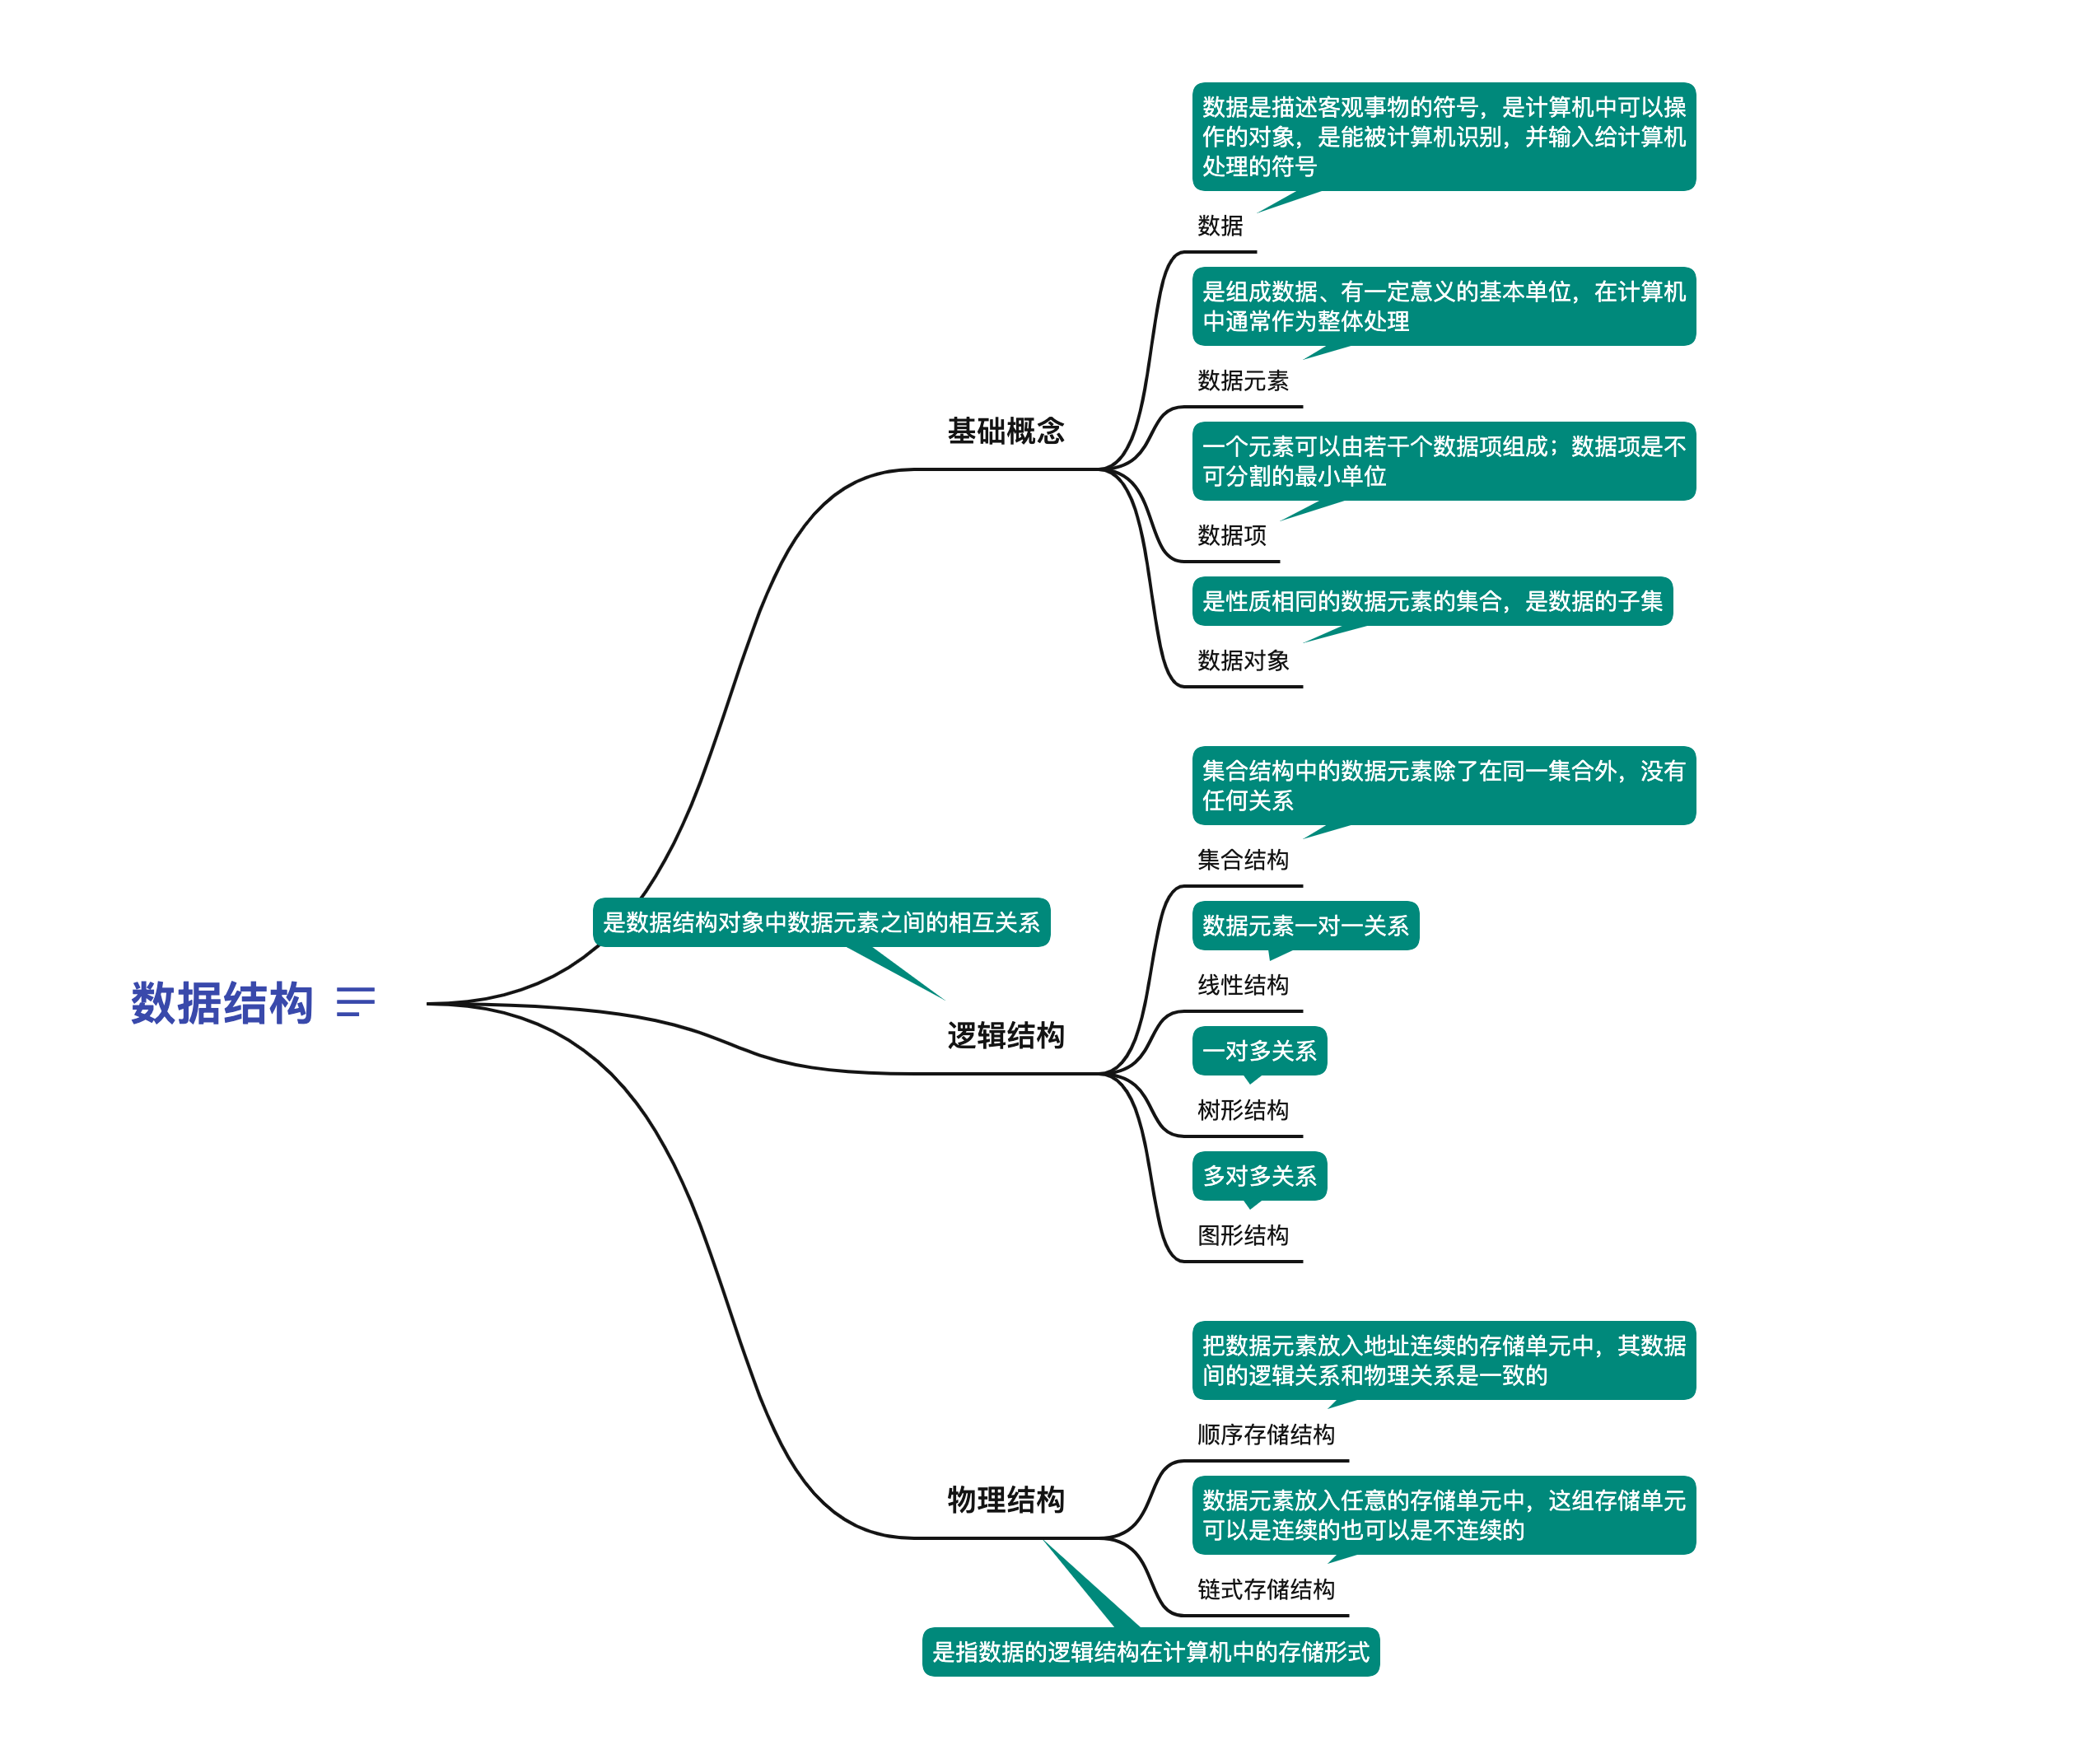 数据是描述客观事物的符号，是计算机中可以操
作的对象，是能被计算机识别，并输入给计算机
处理的符号
数据
是组成数据、有一定意义的基本单位，在计算机
中通常作为整体处理
数据元素
基础概念
一个元素可以由若干个数据项组成；数据项是不
可分割的最小单位
数据项
是性质相同的数据元素的集合，是数据的子集
数据对象
集合结构中的数据元素除了在同一集合外，没有
任何关系
集合结构
是数据结构对象中数据元素之间的相互关系
数据元素一对一关系
线性结构
数据结构
逻辑结构
一对多关系
树形结构
多对多关系
图形结构
把数据元素放入地址连续的存储单元中，其数据
间的逻辑关系和物理关系是一致的
顺序存储结构
物理结构
数据元素放入任意的存储单元中，这组存储单元
可以是连续的也可以是不连续的
链式存储结构
是指数据的逻辑结构在计算机中的存储形式